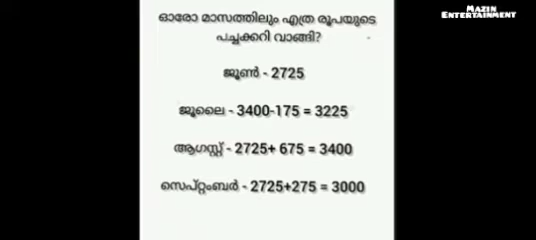 MAZIN
ENTERTAINMENT
ഓരോ മാസത്തിലും എത്ര രൂപയുടെ
പച്ചക്കറി വാങ്ങി?
ജൂൺ - 2725
ജൂലൈ - 3400-175 = 3225
ആഗസ്റ്റ് - 2725+ 675 = 3400
സെപ്റ്റംബർ - 2725+275 = 3000